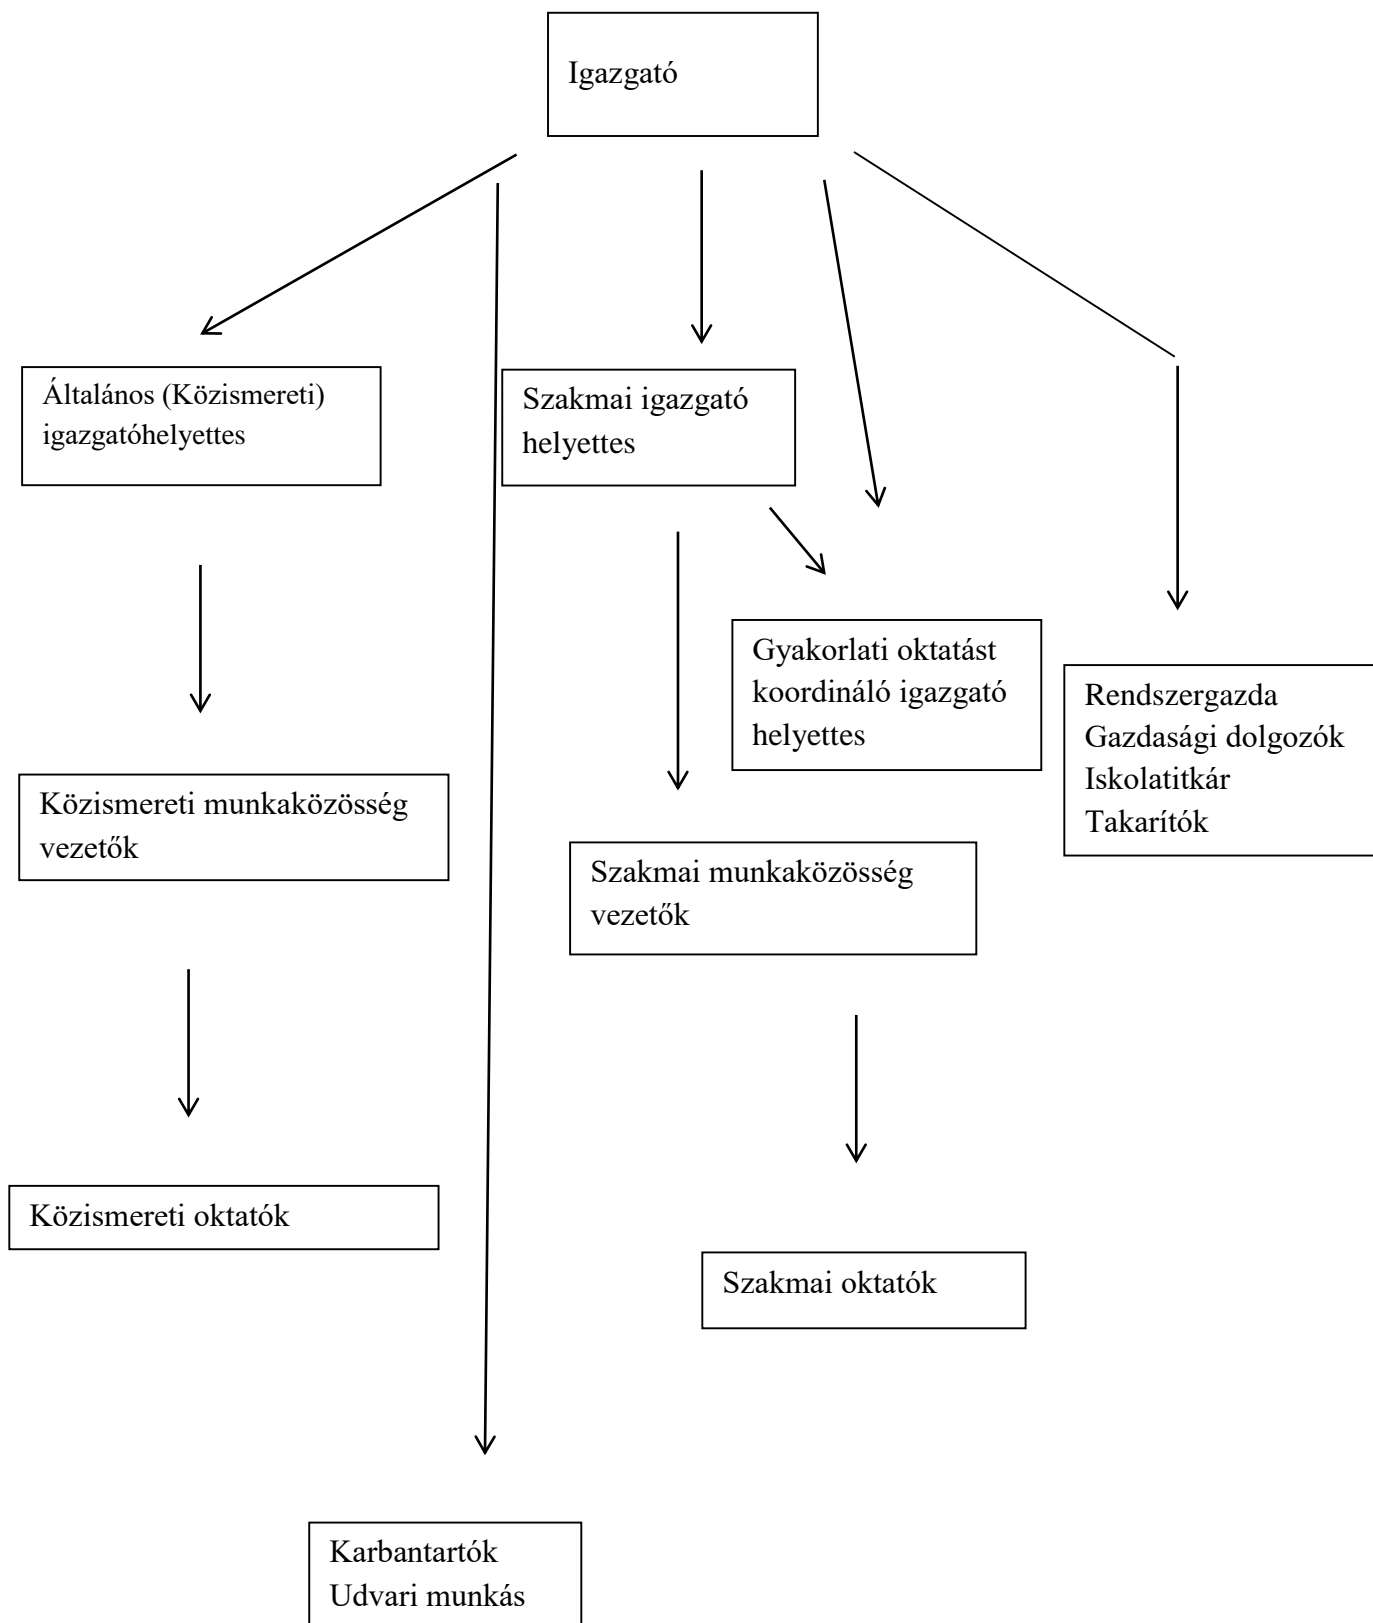 Igazgató
Általános (Közismereti)
igazgatóhelyettes
Szakmai igazgató
helyettes
Gyakorlati oktatást
koordináló igazgató
helyettes
Rendszergazda
Gazdasági dolgozók
Iskolatitkár
Takarítók
Közismereti munkaközösség
vezetők
Szakmai munkaközösség
vezetők
Közismereti oktatók
Szakmai oktatók
Karbantartók
Udvari munkás